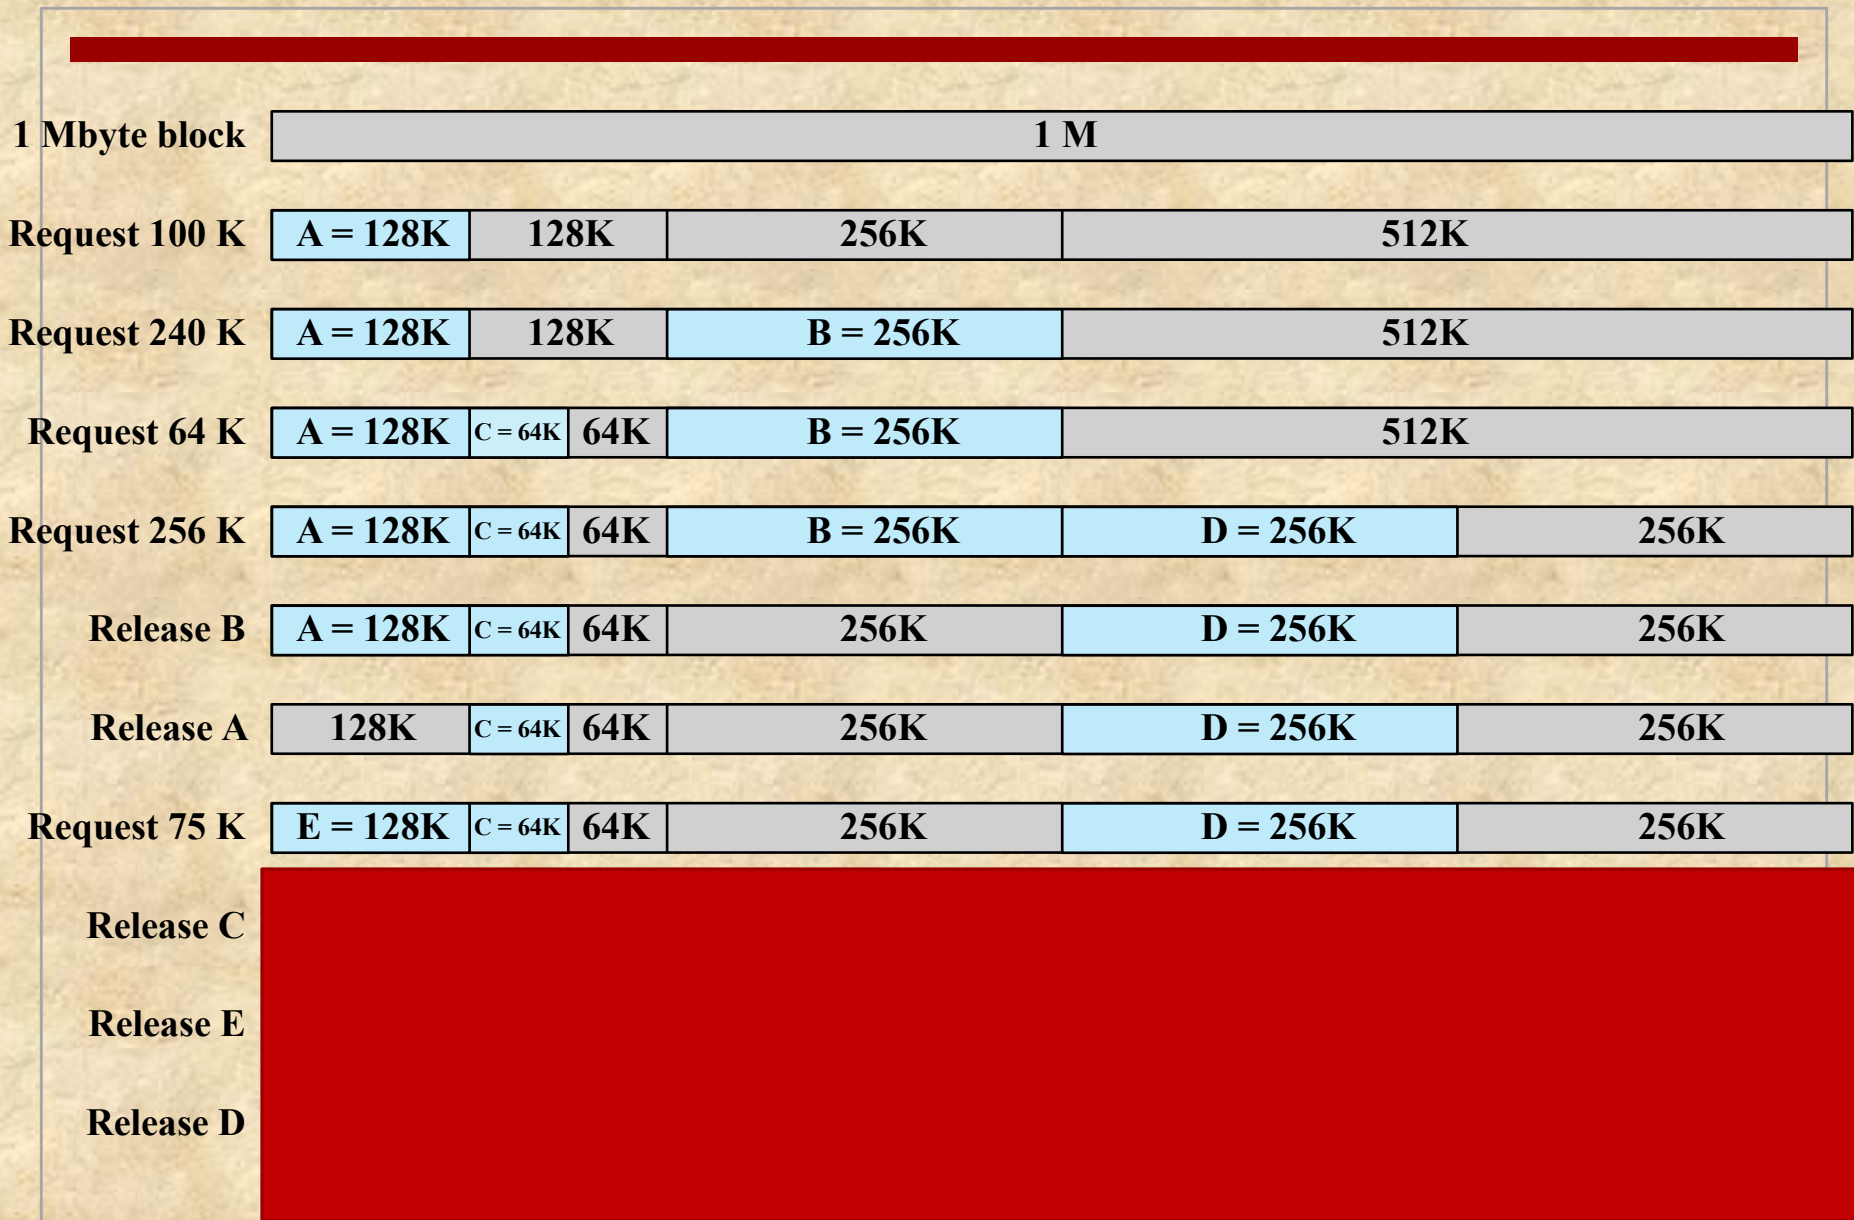 1 Mbyte block 1 M
Request 100 K A = 128K 128K 256K 512K
Request 240 K A = 128K 128K B = 256K 512K
Request 64 K A = 128K C = 64K 64K B = 256K 512K
Request 256 K A = 128K C = 64K 64K B = 256K D = 256K 256K
Release B A = 128K C = 64K 64K 256K D = 256K 256K
Release A 128K C = 64K 64K 256K D = 256K 256K
Request 75 K E = 128K C = 64K 64K 256K D = 256K 256K
Release C
Release E
Release D